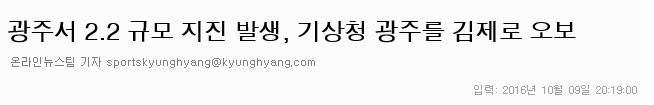 광주서 2.2 규모 지진 발생, 기상청 광주를 김제로 오보
온라인뉴스팀 기자 sportskyunghyang@kyunghyang.com
입력: 2016년 10월 09일 20:19:00